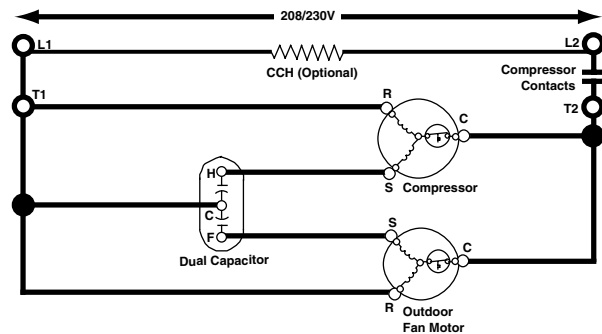 208/230V
L1
L2
CCH (Optional)
Compressor
Contacts
T1
R
T2
C
H
S
Compressor
C
S
F
C
Dual Capacitor
R
Outdoor
Fan Motor